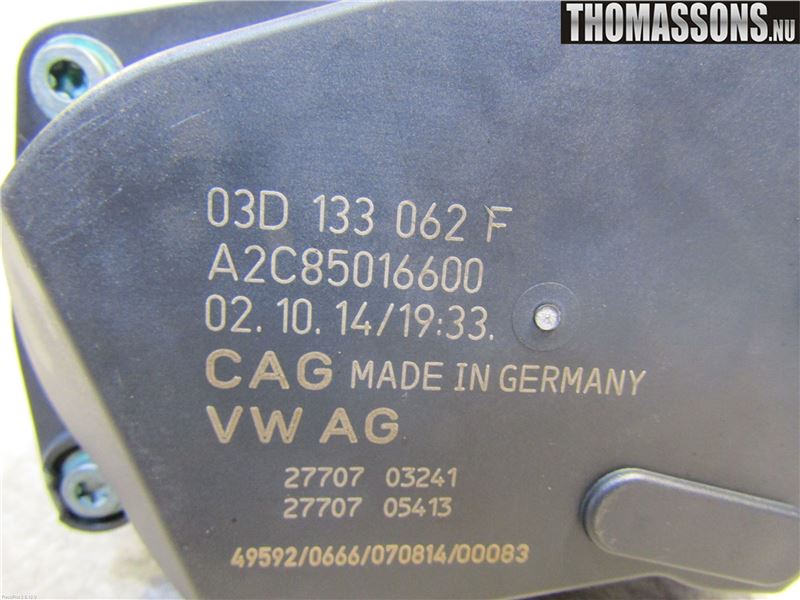 THOMASSONS.NU
03D 133 062 F
A2C85016600
02.10.14/19:33.
CAG MADE IN GERMANY
VW AG
27707 03241
27707 05413
49592/0666/070814/00083